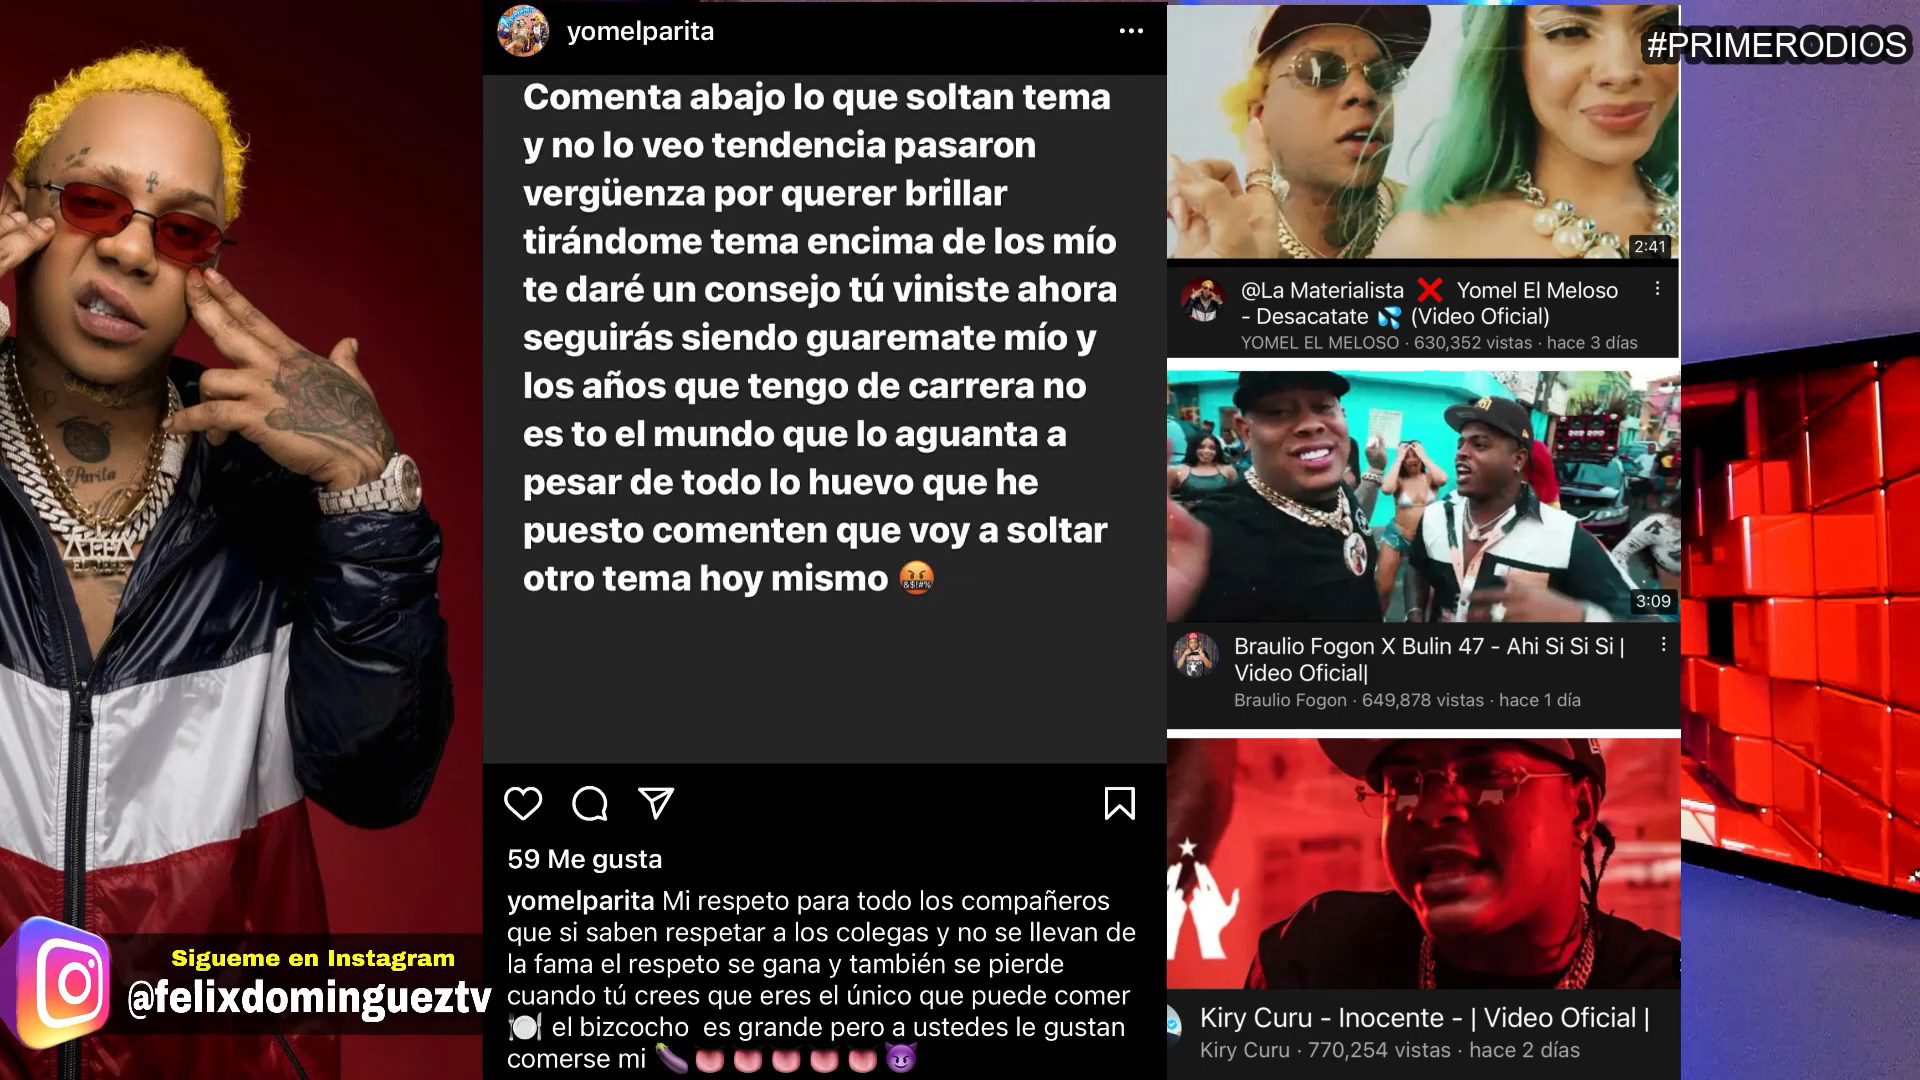 yomelparita
Comenta abajo lo que soltan tema
y no lo veo tendencia pasaron
vergüenza por querer brillar
tirándome tema encima de los mío
te daré un consejo tú viniste ahora
seguirás siendo guaremate mío y
los años que tengo de carrera no
es to el mundo que lo aguanta a
pesar de todo lo huevo que he
puesto comenten que voy a soltar
otro tema hoy mismo 🤬
59 Me gusta
yomelparita Mi respeto para todo los compañeros
que si saben respetar a los colegas y no se llevan de
la fama el respeto se gana y también se pierde
cuando tú crees que eres el único que puede comer
🍽️ el bizcocho es grande pero a ustedes le gustan
comerse mi 🍆👅👅👅👅👅😈
#PRIMERODIOS
2:41
@La Materialista ❌ Yomel El Meloso
- Desacatate 💦 (Video Oficial)
YOMEL EL MELOSO · 630,352 vistas · hace 3 días
3:09
Braulio Fogon X Bulin 47 - Ahi Si Si Si |
Video Oficial|
Braulio Fogon · 649,878 vistas · hace 1 día
Kiry Curu - Inocente - | Video Oficial |
Kiry Curu · 770,254 vistas · hace 2 días
Parita
EL JEFE
Sigueme en Instagram
@felixdomingueztv